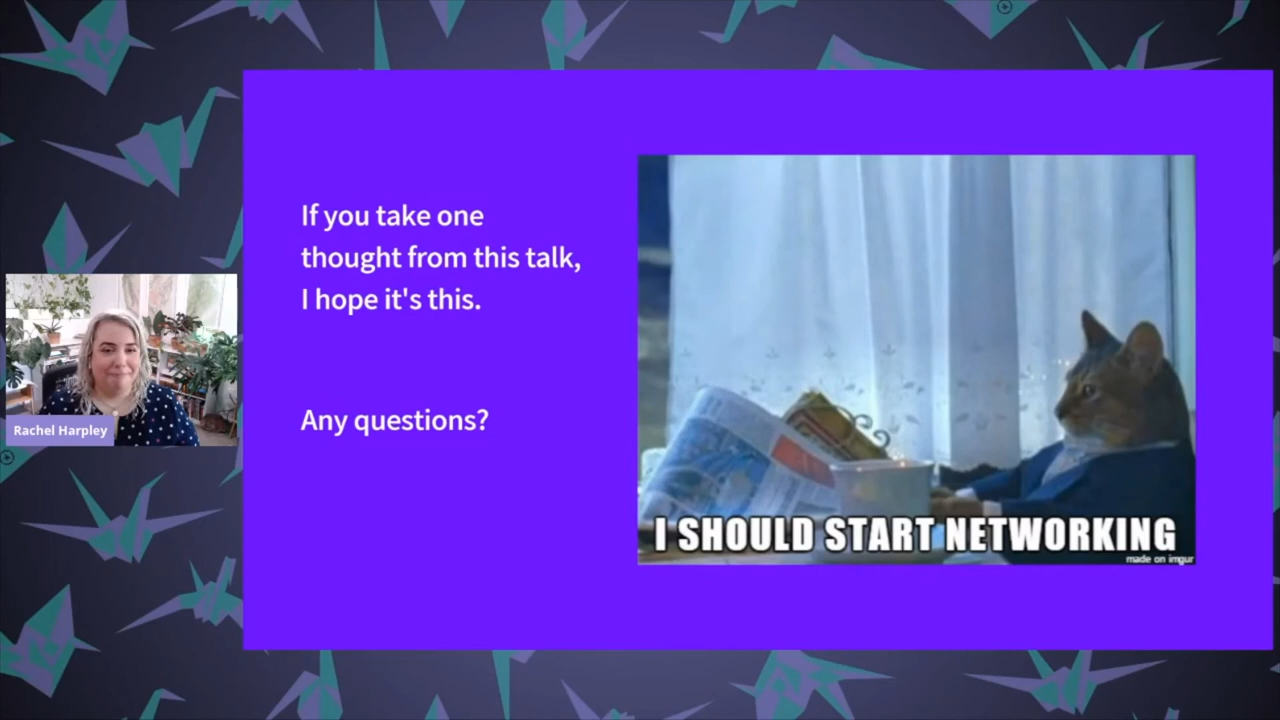 If you take one
thought from this talk,
I hope it's this.
Any questions?
I SHOULD START NETWORKING
made on imgur
Rachel Harpley